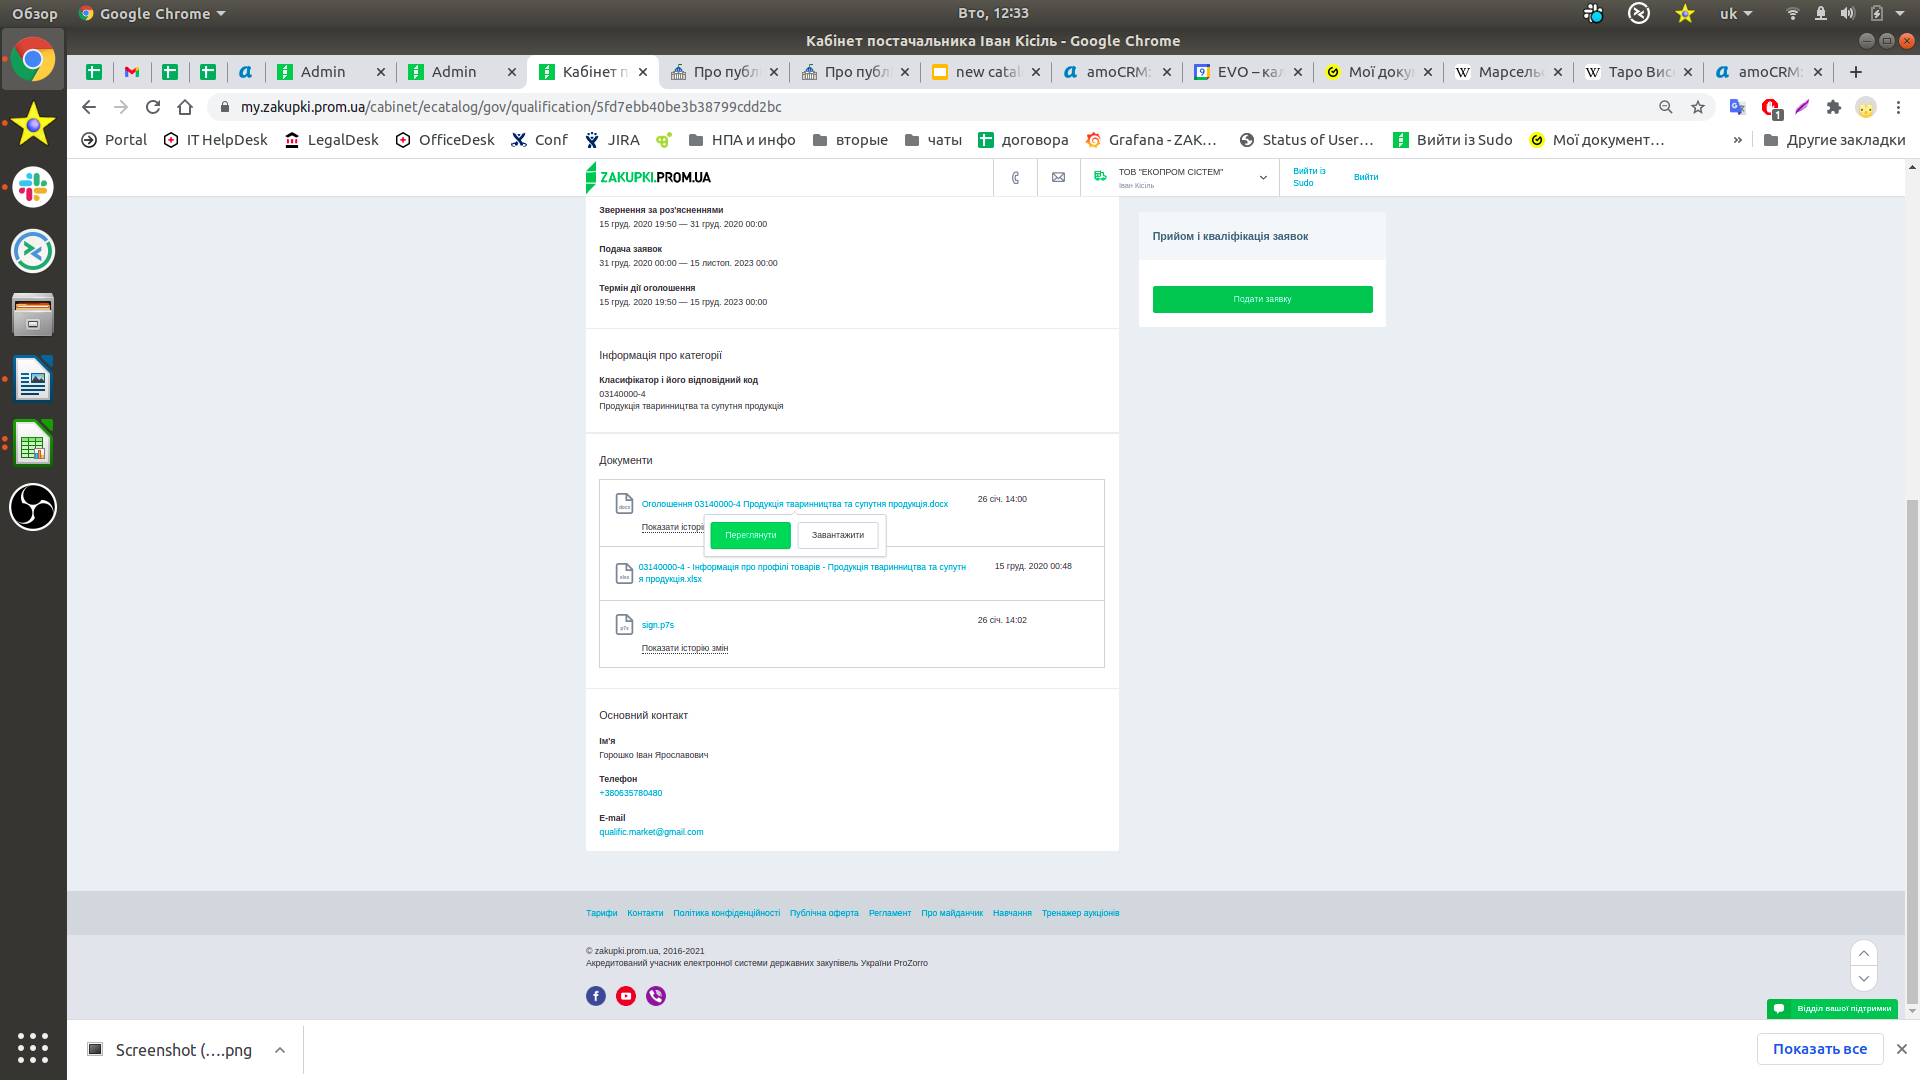 Обзор
Google Chrome
Вто, 12:33
uk
Кабінет постачальника Іван Кісіль - Google Chrome
Admin
Admin
Кабінет п
Про публ
Про публ
new catal
amoCRM:
EVO – кал
Мої доку
Марсель
Таро Вис
amoCRM:
my.zakupki.prom.ua/cabinet/ecatalog/gov/qualification/5fd7ebb40be3b38799cdd2bc
1
Portal
IT HelpDesk
LegalDesk
OfficeDesk
Conf
JIRA
НПА и инфо
вторые
чаты
договора
Grafana - ZAK...
Status of User...
Вийти із Sudo
Мої документ...
»
Другие закладки
ZAKUPKI.PROM.UA
ТОВ "ЕКОПРОМ СІСТЕМ"
Іван Кісіль
Вийти із
Sudo
Вийти
Звернення за роз'ясненнями
15 груд. 2020 19:50 — 31 груд. 2020 00:00
Подача заявок
31 груд. 2020 00:00 — 15 листоп. 2023 00:00
Термін дії оголошення
15 груд. 2020 19:50 — 15 груд. 2023 00:00
Прийом і кваліфікація заявок
Подати заявку
Інформація про категорії
Класифікатор і його відповідний код
03140000-4
Продукція тваринництва та супутня продукція
Документи
docx
Оголошення 03140000-4 Продукція тваринництва та супутня продукція.docx
26 січ. 14:00
Показати історі
Переглянути
Завантажити
xlsx
03140000-4 - Інформація про профілі товарів - Продукція тваринництва та супутн
я продукція.xlsx
15 груд. 2020 00:48
p7s
sign.p7s
26 січ. 14:02
Показати історію змін
Основний контакт
Ім'я
Горошко Іван Ярославович
Телефон
+380635780480
E-mail
qualific.market@gmail.com
Тарифи
Контакти
Політика конфіденційності
Публічна оферта
Регламент
Про майданчик
Навчання
Тренажер аукціонів
© zakupki.prom.ua, 2016-2021
Акредитований учасник електронної системи державних закупівель України ProZorro
Відділ вашої підтримки
Screenshot (....png
Показать все